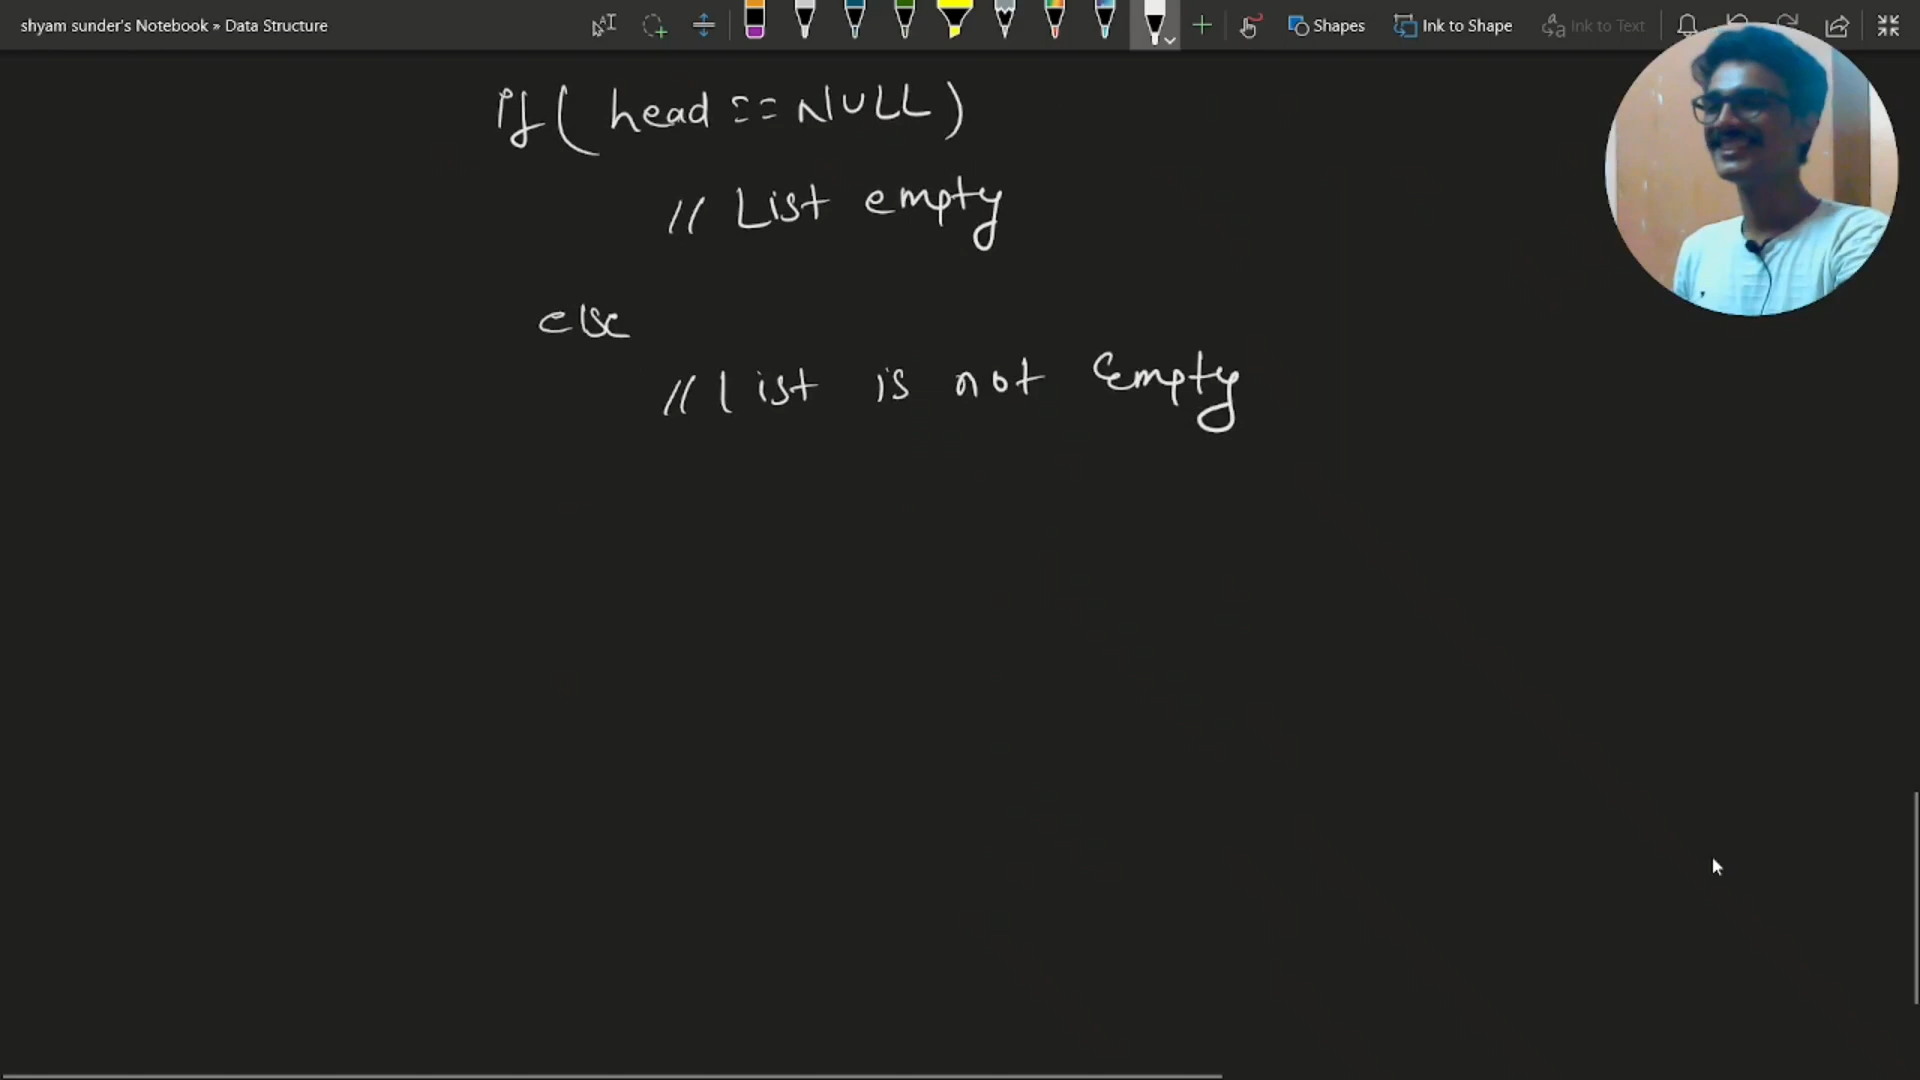 shyam sunder's Notebook » Data Structure
Shapes
Ink to Shape
Ink to Text
If( head == NULL)
// List empty
else
// List is not Empty